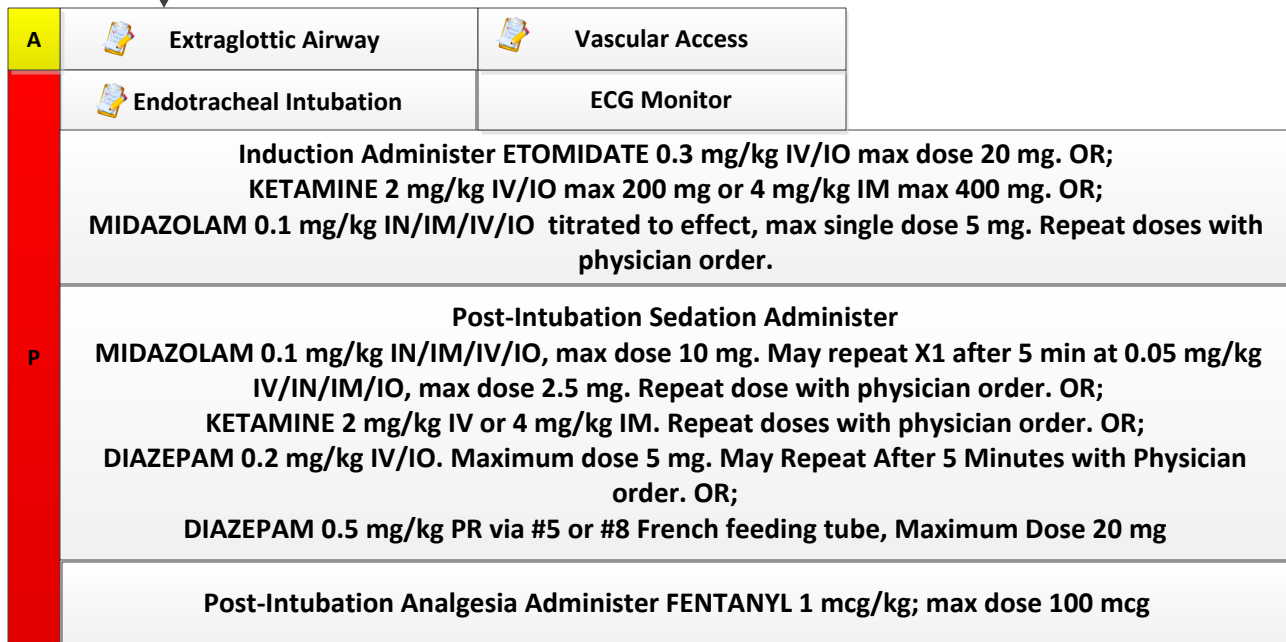 A
Extraglottic Airway
Vascular Access
Endotracheal Intubation
ECG Monitor
P
Induction Administer ETOMIDATE 0.3 mg/kg IV/IO max dose 20 mg. OR;
KETAMINE 2 mg/kg IV/IO max 200 mg or 4 mg/kg IM max 400 mg. OR;
MIDAZOLAM 0.1 mg/kg IN/IM/IV/IO titrated to effect, max single dose 5 mg. Repeat doses with
physician order.
Post-Intubation Sedation Administer
MIDAZOLAM 0.1 mg/kg IN/IM/IV/IO, max dose 10 mg. May repeat X1 after 5 min at 0.05 mg/kg
IV/IN/IM/IO, max dose 2.5 mg. Repeat dose with physician order. OR;
KETAMINE 2 mg/kg IV or 4 mg/kg IM. Repeat doses with physician order. OR;
DIAZEPAM 0.2 mg/kg IV/IO. Maximum dose 5 mg. May Repeat After 5 Minutes with Physician
order. OR;
DIAZEPAM 0.5 mg/kg PR via #5 or #8 French feeding tube, Maximum Dose 20 mg
Post-Intubation Analgesia Administer FENTANYL 1 mcg/kg; max dose 100 mcg